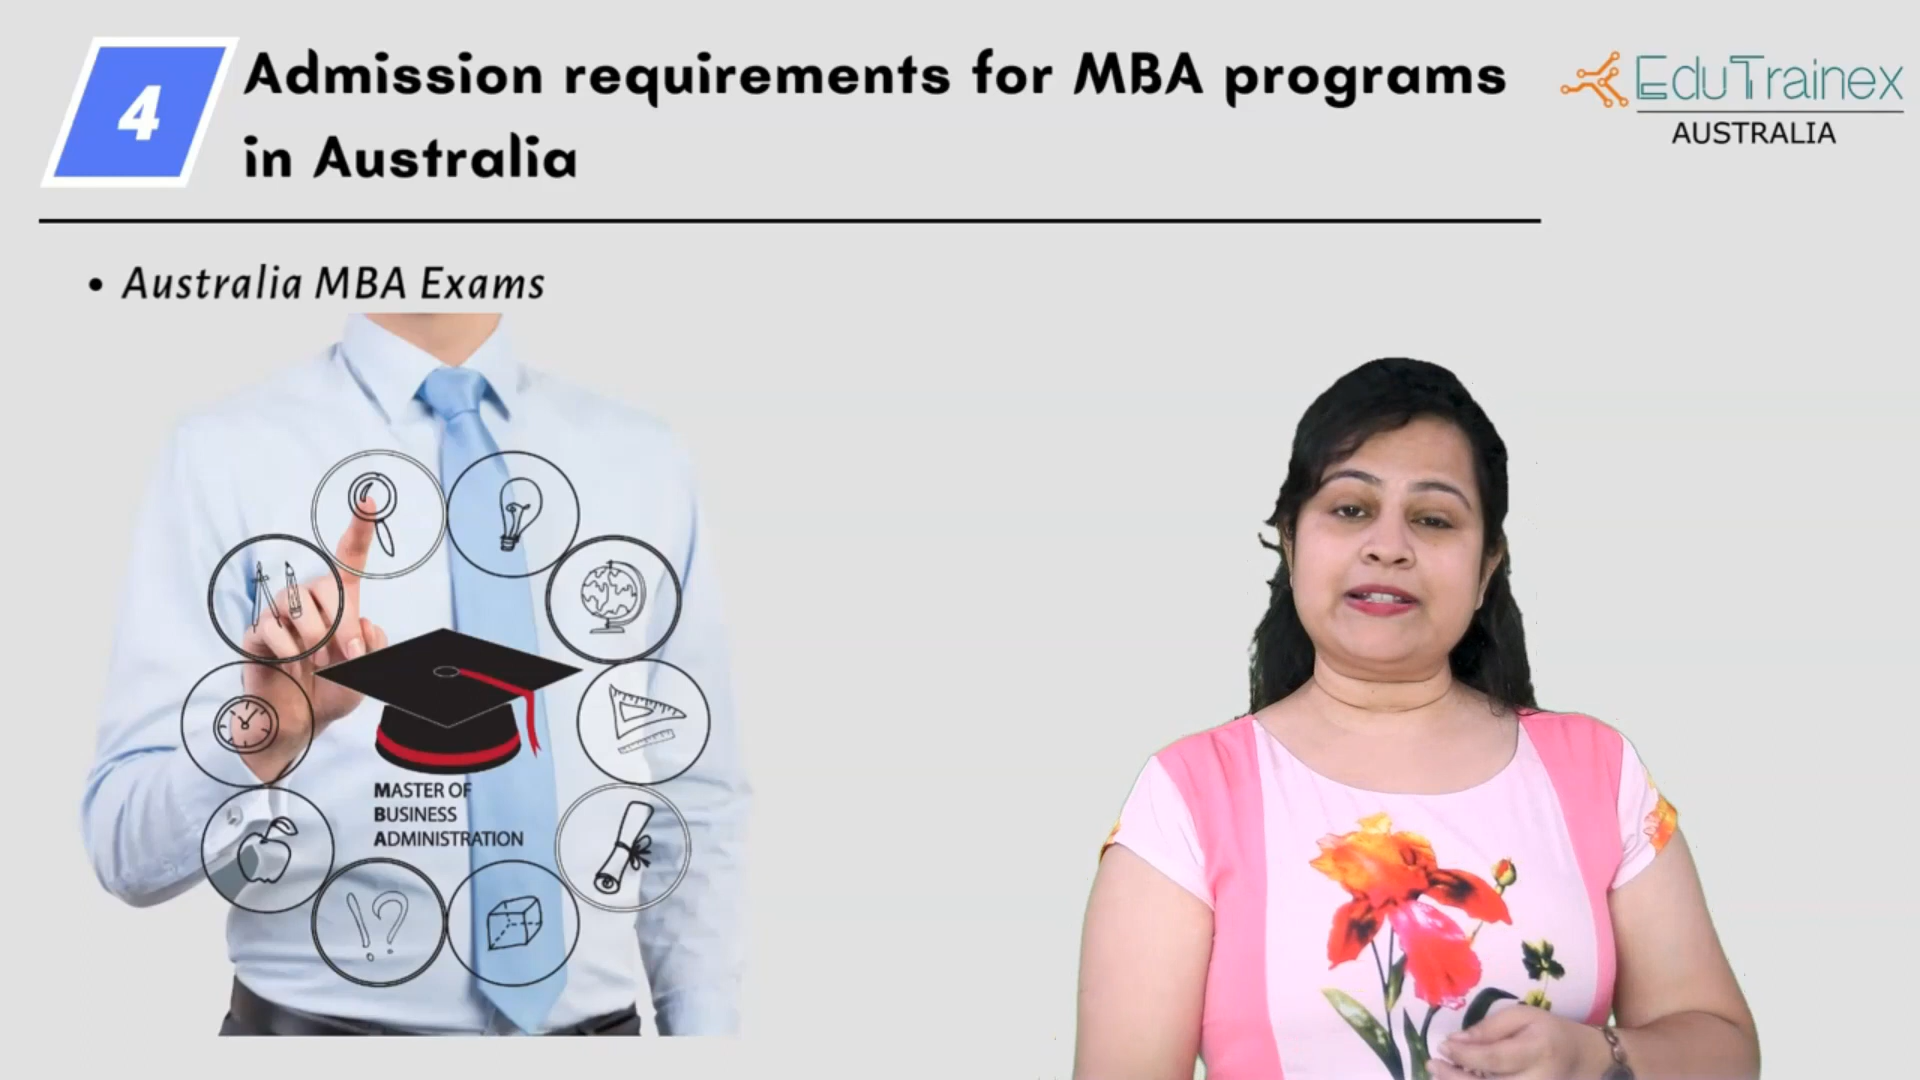 4
Admission requirements for MBA programs
in Australia
EduTrainex
AUSTRALIA
• Australia MBA Exams
MASTER OF
BUSINESS
ADMINISTRATION
!?